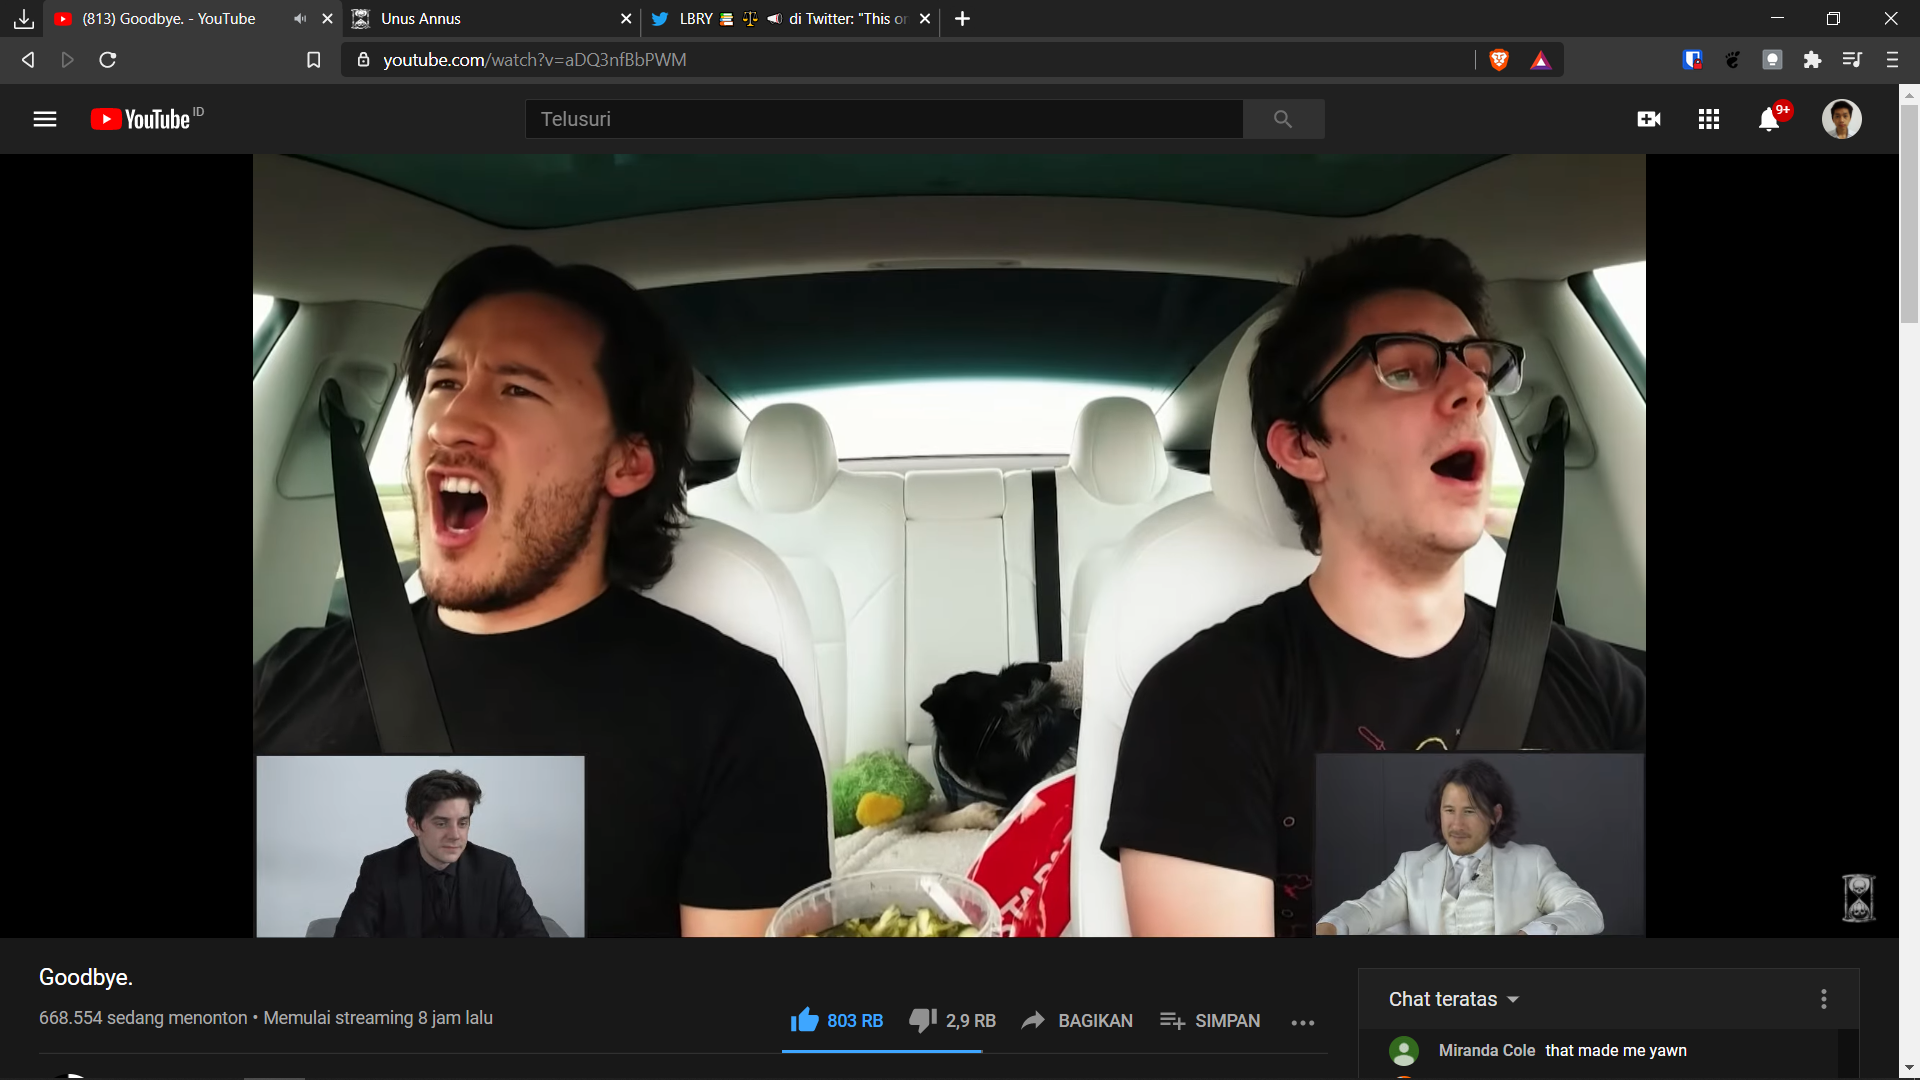 (813) Goodbye. - YouTube
Unus Annus
LBRY di Twitter: "This or
youtube.com/watch?v=aDQ3nfBbPWM
YouTube ID
Telusuri
9+
Goodbye.
668.554 sedang menonton • Memulai streaming 8 jam lalu
803 RB
2,9 RB
BAGIKAN
SIMPAN
Chat teratas
Miranda Cole that made me yawn